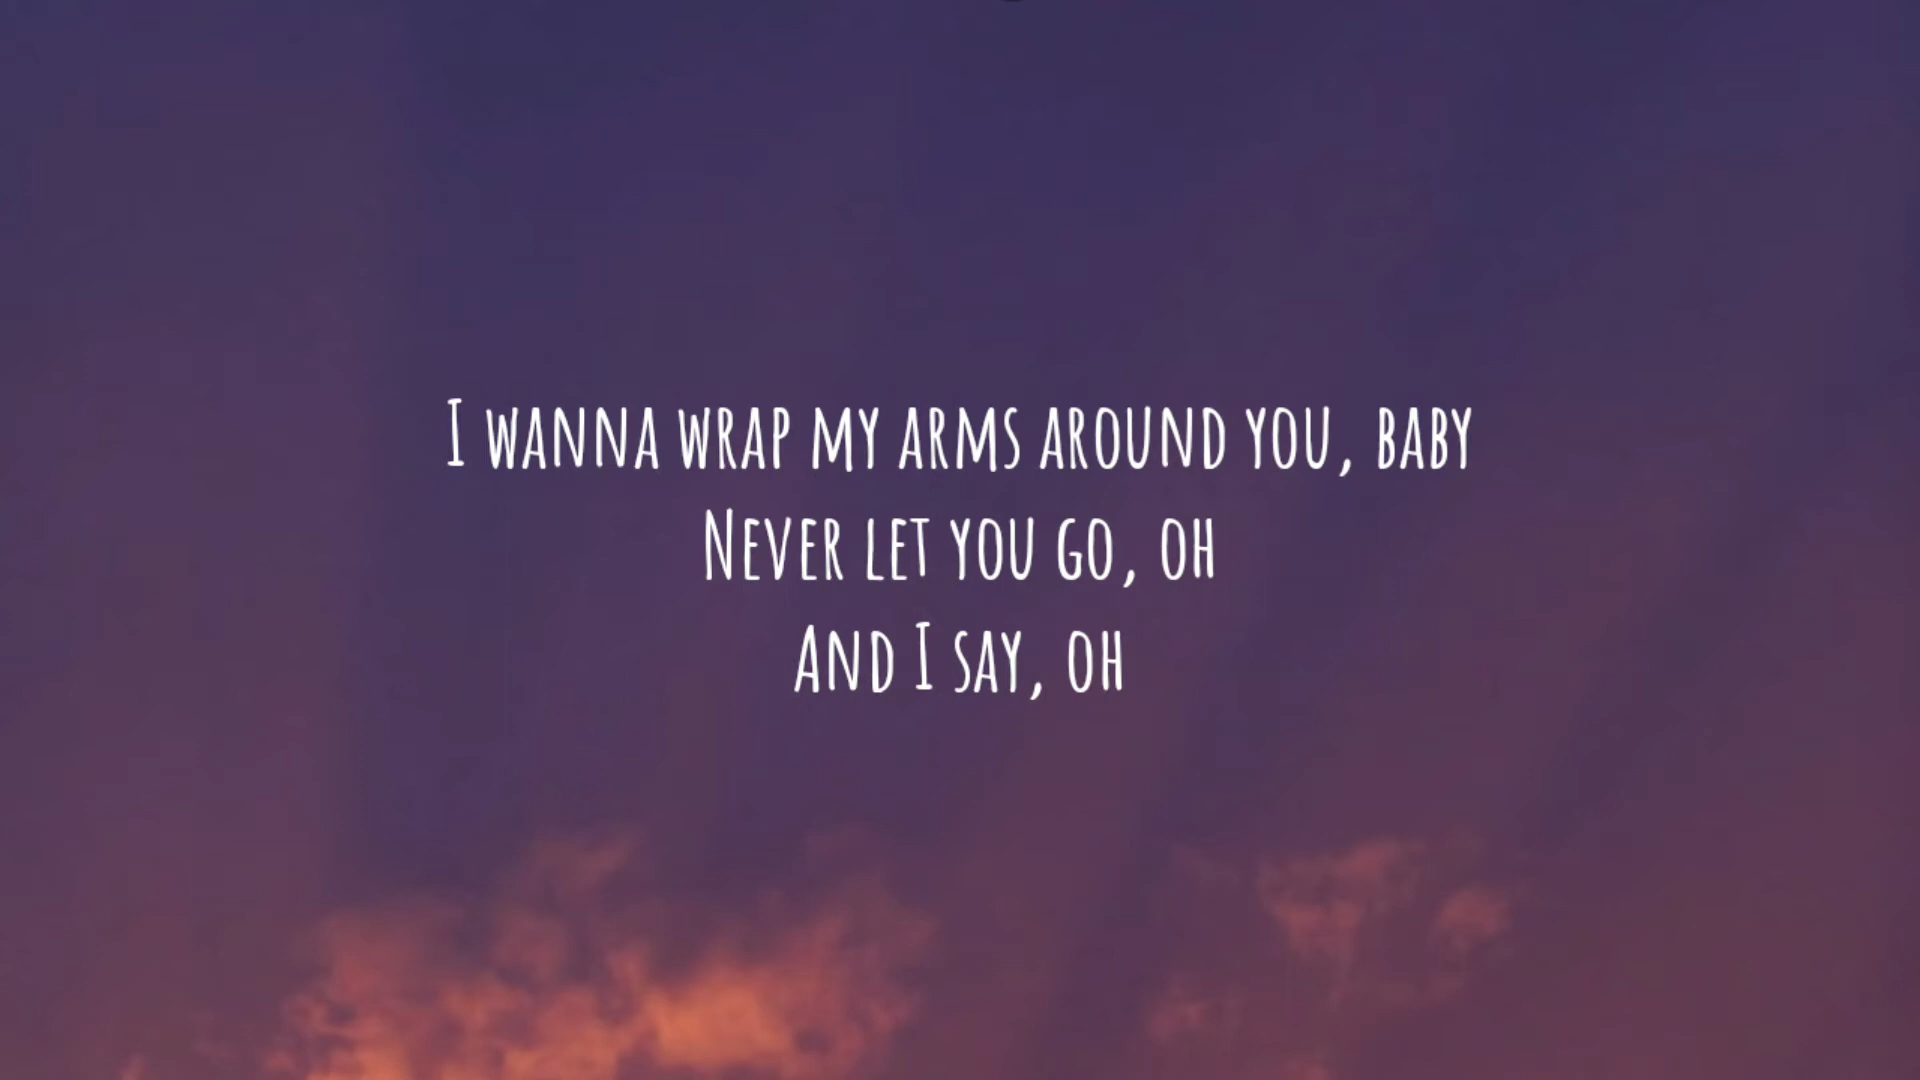 I wanna wrap my arms around you, baby
Never let you go, oh
And I say, oh